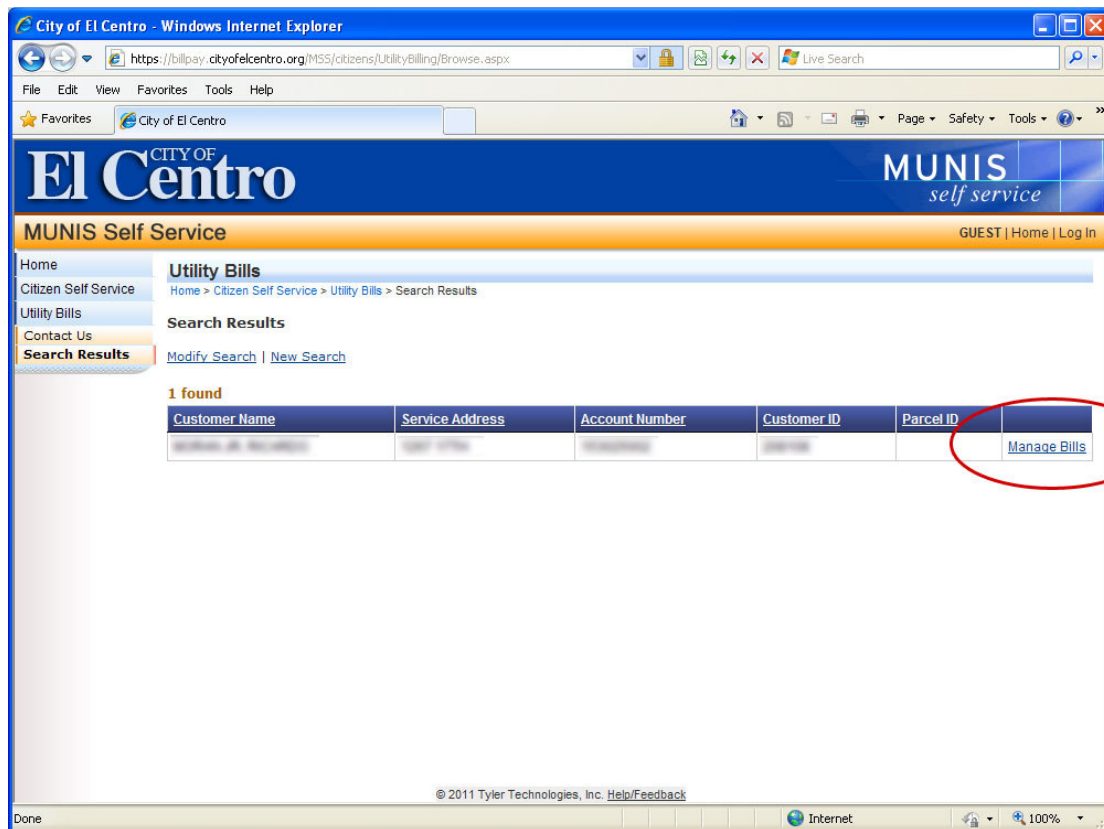 City of El Centro - Windows Internet Explorer
https://billpay.cityofelcentro.org/MSS/citizens/UtilityBilling/Browse.aspx
Live Search
File Edit View Favorites Tools Help
Favorites City of El Centro Page Safety Tools »
CITY OF
El Centro
MUNIS
self service
MUNIS Self Service GUEST | Home | Log In
Home
Citizen Self Service
Utility Bills
Contact Us
Search Results
Utility Bills
Home > Citizen Self Service > Utility Bills > Search Results
Search Results
Modify Search | New Search
1 found
Customer Name Service Address Account Number Customer ID Parcel ID
Manage Bills
© 2011 Tyler Technologies, Inc. Help/Feedback
Done Internet 100%